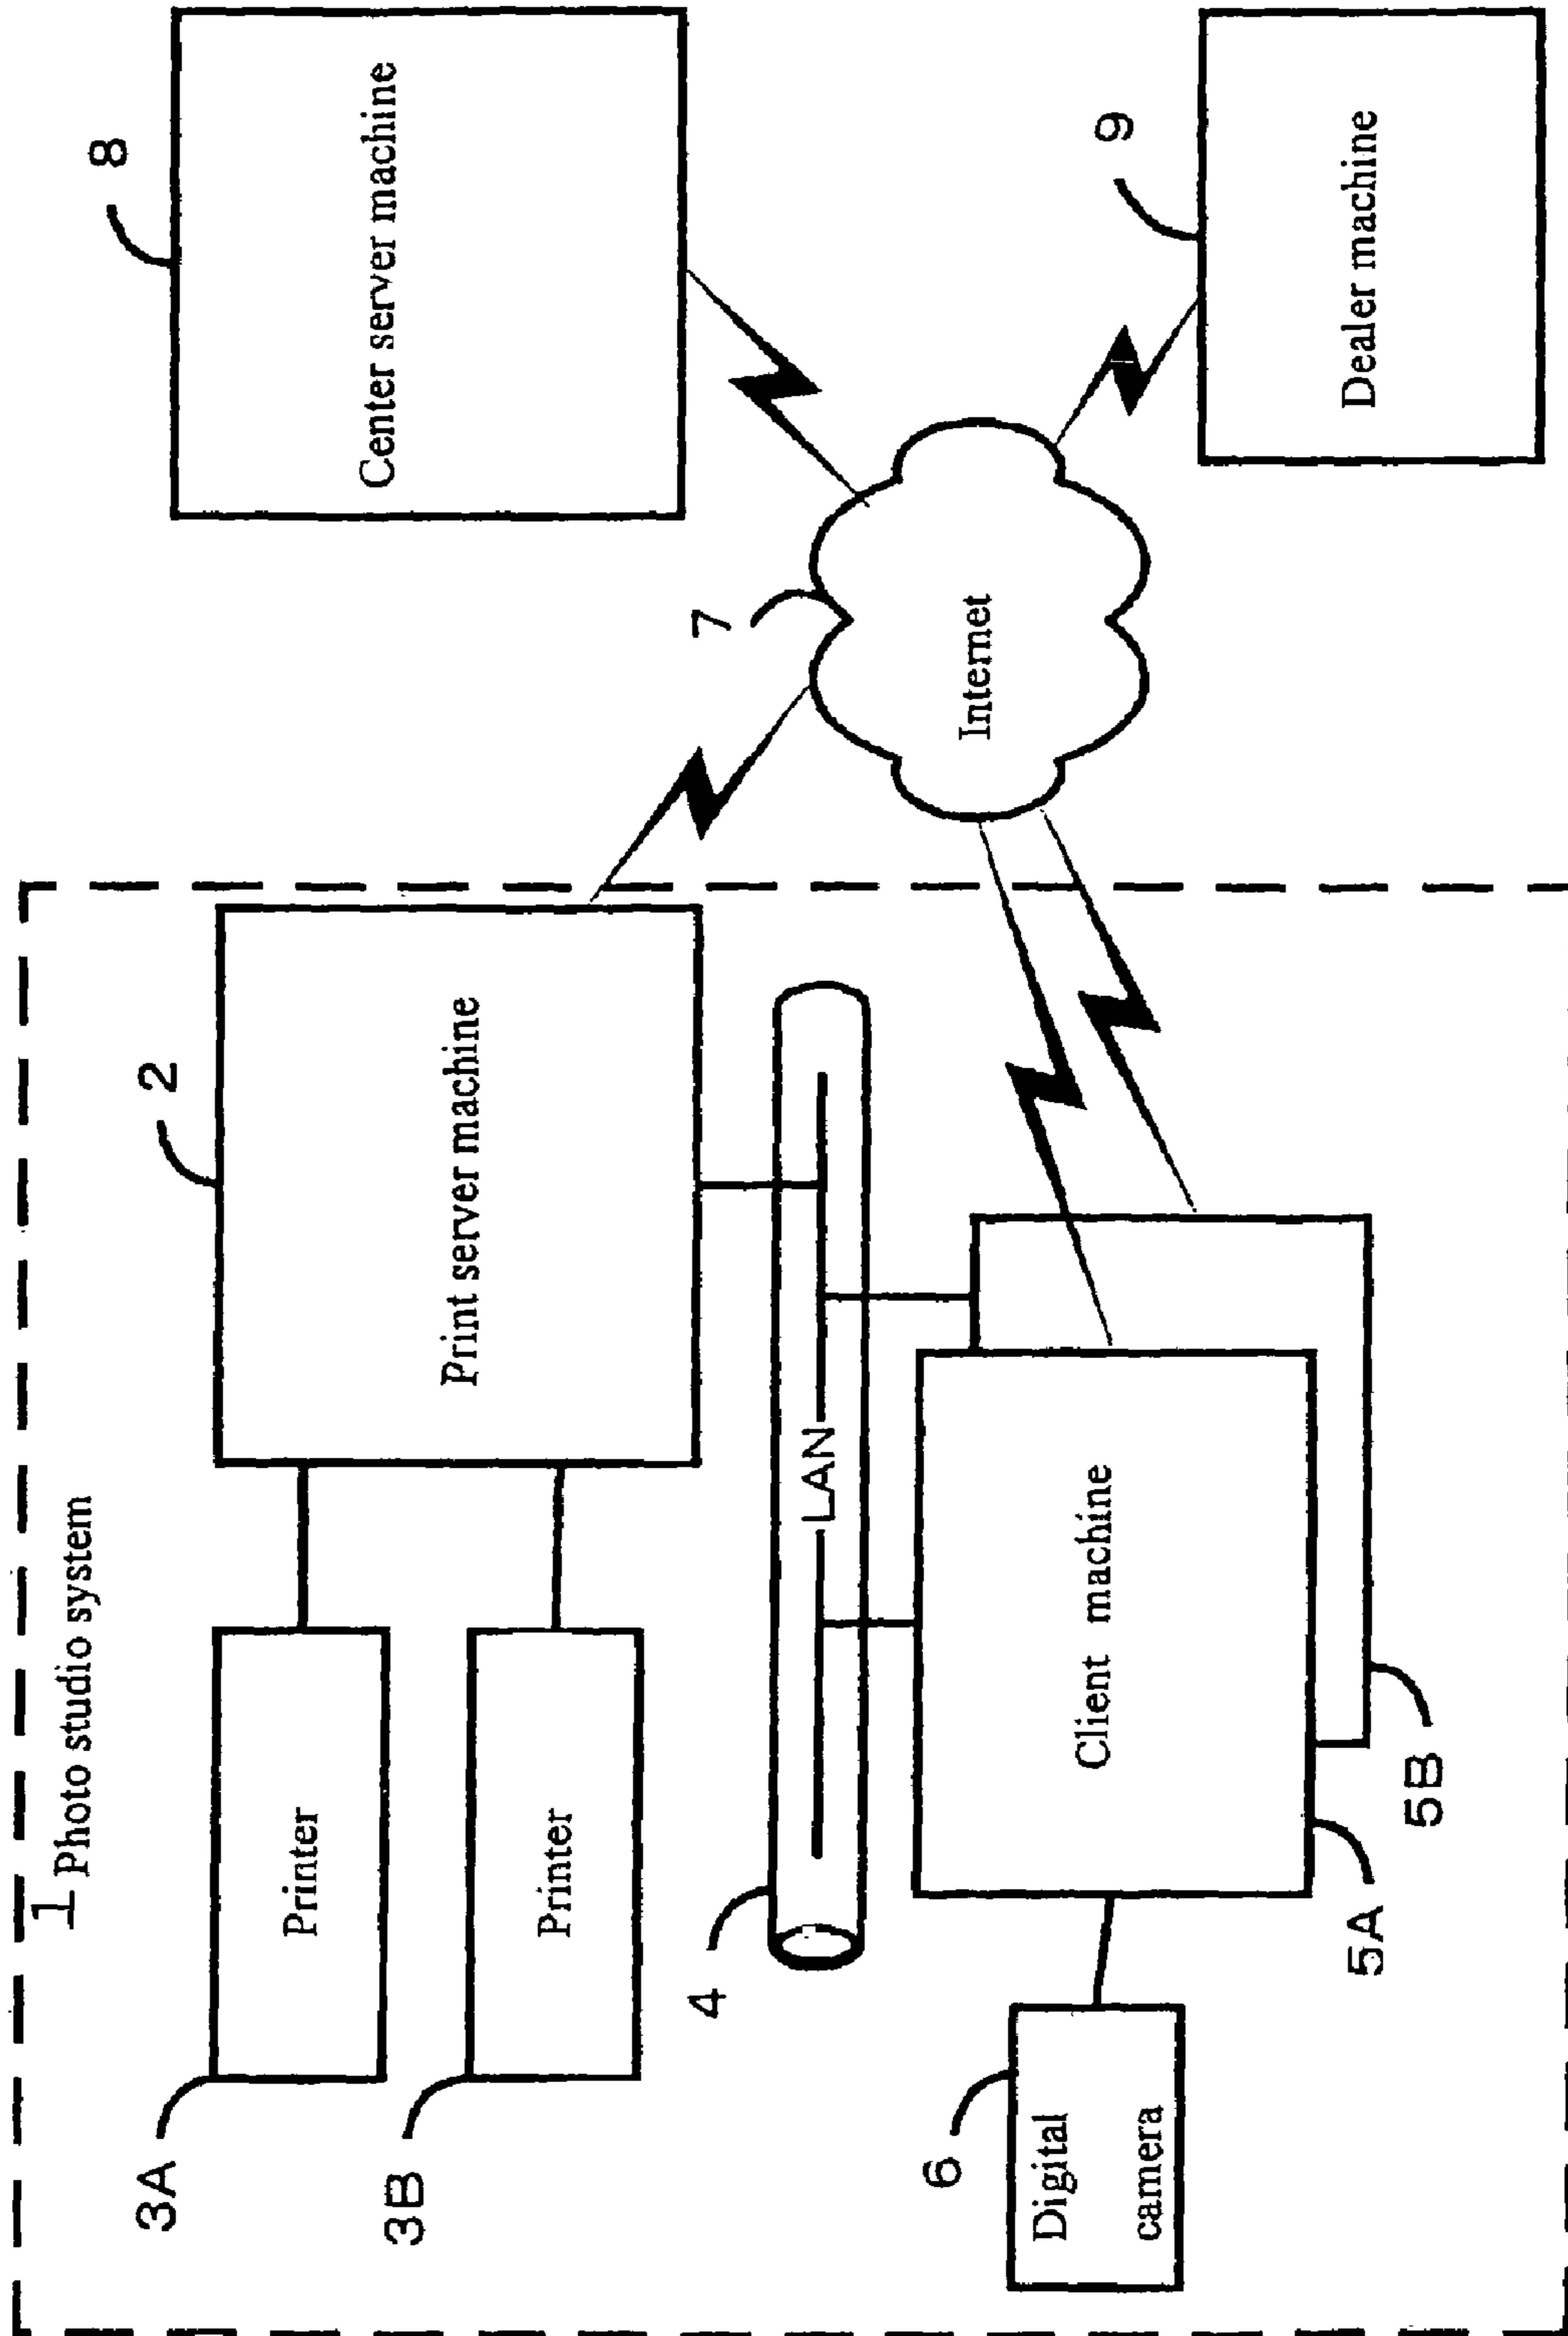 1 Photo studio system
3A
Printer
3B
Printer
2
Print server machine
8
Center server machine
4
LAN
7
Internet
6
Digital
camera
Client machine
5A
5B
9
Dealer machine